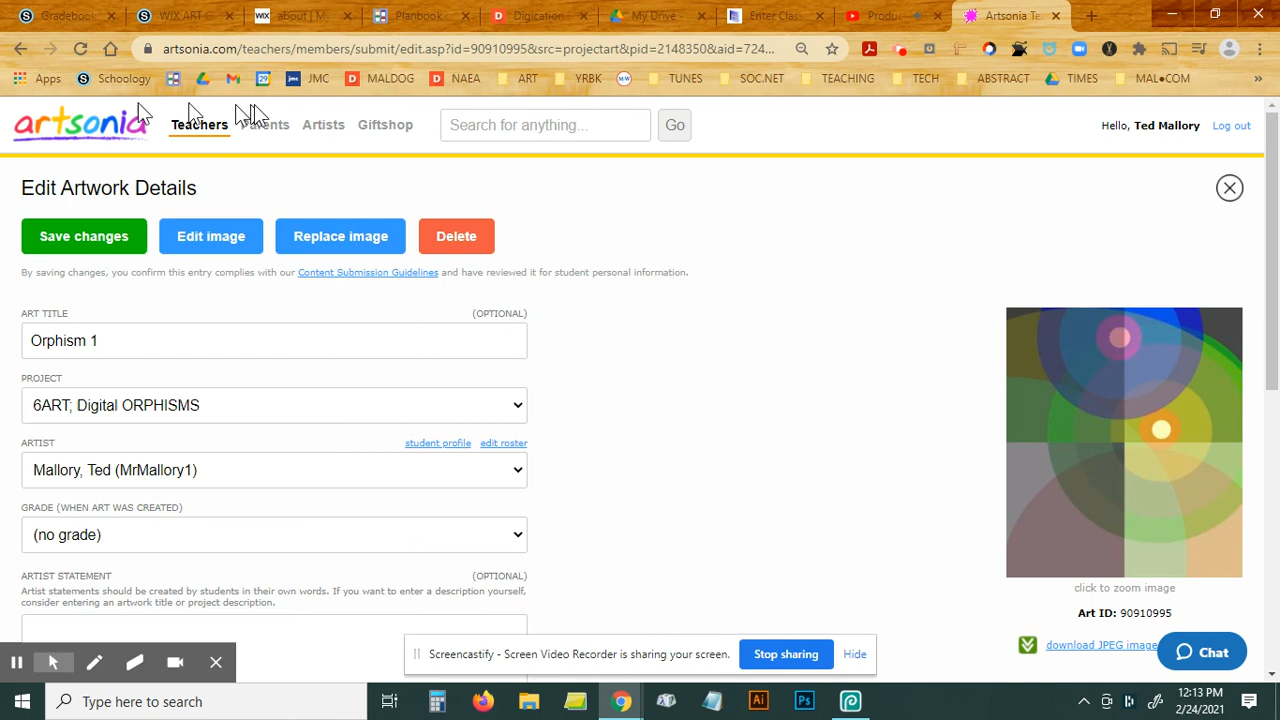 Gradebook
WIX ART G
WIX about | My
Planbook
Digication
My Drive -
Enter Class
Produc
Artsonia Te
artsonia.com/teachers/members/submit/edit.asp?id=90910995&src=projectart&pid=2148350&aid=724...
Apps Schoology JMC MALDOG NAEA ART YRBK TUNES SOC.NET TEACHING TECH ABSTRACT TIMES MAL•COM »
artsonia Teachers Parents Artists Giftshop Search for anything... Go Hello, Ted Mallory Log out
Edit Artwork Details
Save changes Edit image Replace image Delete
By saving changes, you confirm this entry complies with our Content Submission Guidelines and have reviewed it for student personal information.
ART TITLE (OPTIONAL)
Orphism 1
PROJECT
6ART; Digital ORPHISMS
ARTIST student profile edit roster
Mallory, Ted (MrMallory1)
GRADE (WHEN ART WAS CREATED)
(no grade)
ARTIST STATEMENT (OPTIONAL)
Artist statements should be created by students in their own words. If you want to enter a description yourself,
consider entering an artwork title or project description.
click to zoom image
Art ID: 90910995
download JPEG image
Chat
Screencastify - Screen Video Recorder is sharing your screen. Stop sharing Hide
Type here to search
Ai
Ps
12:13 PM
2/24/2021